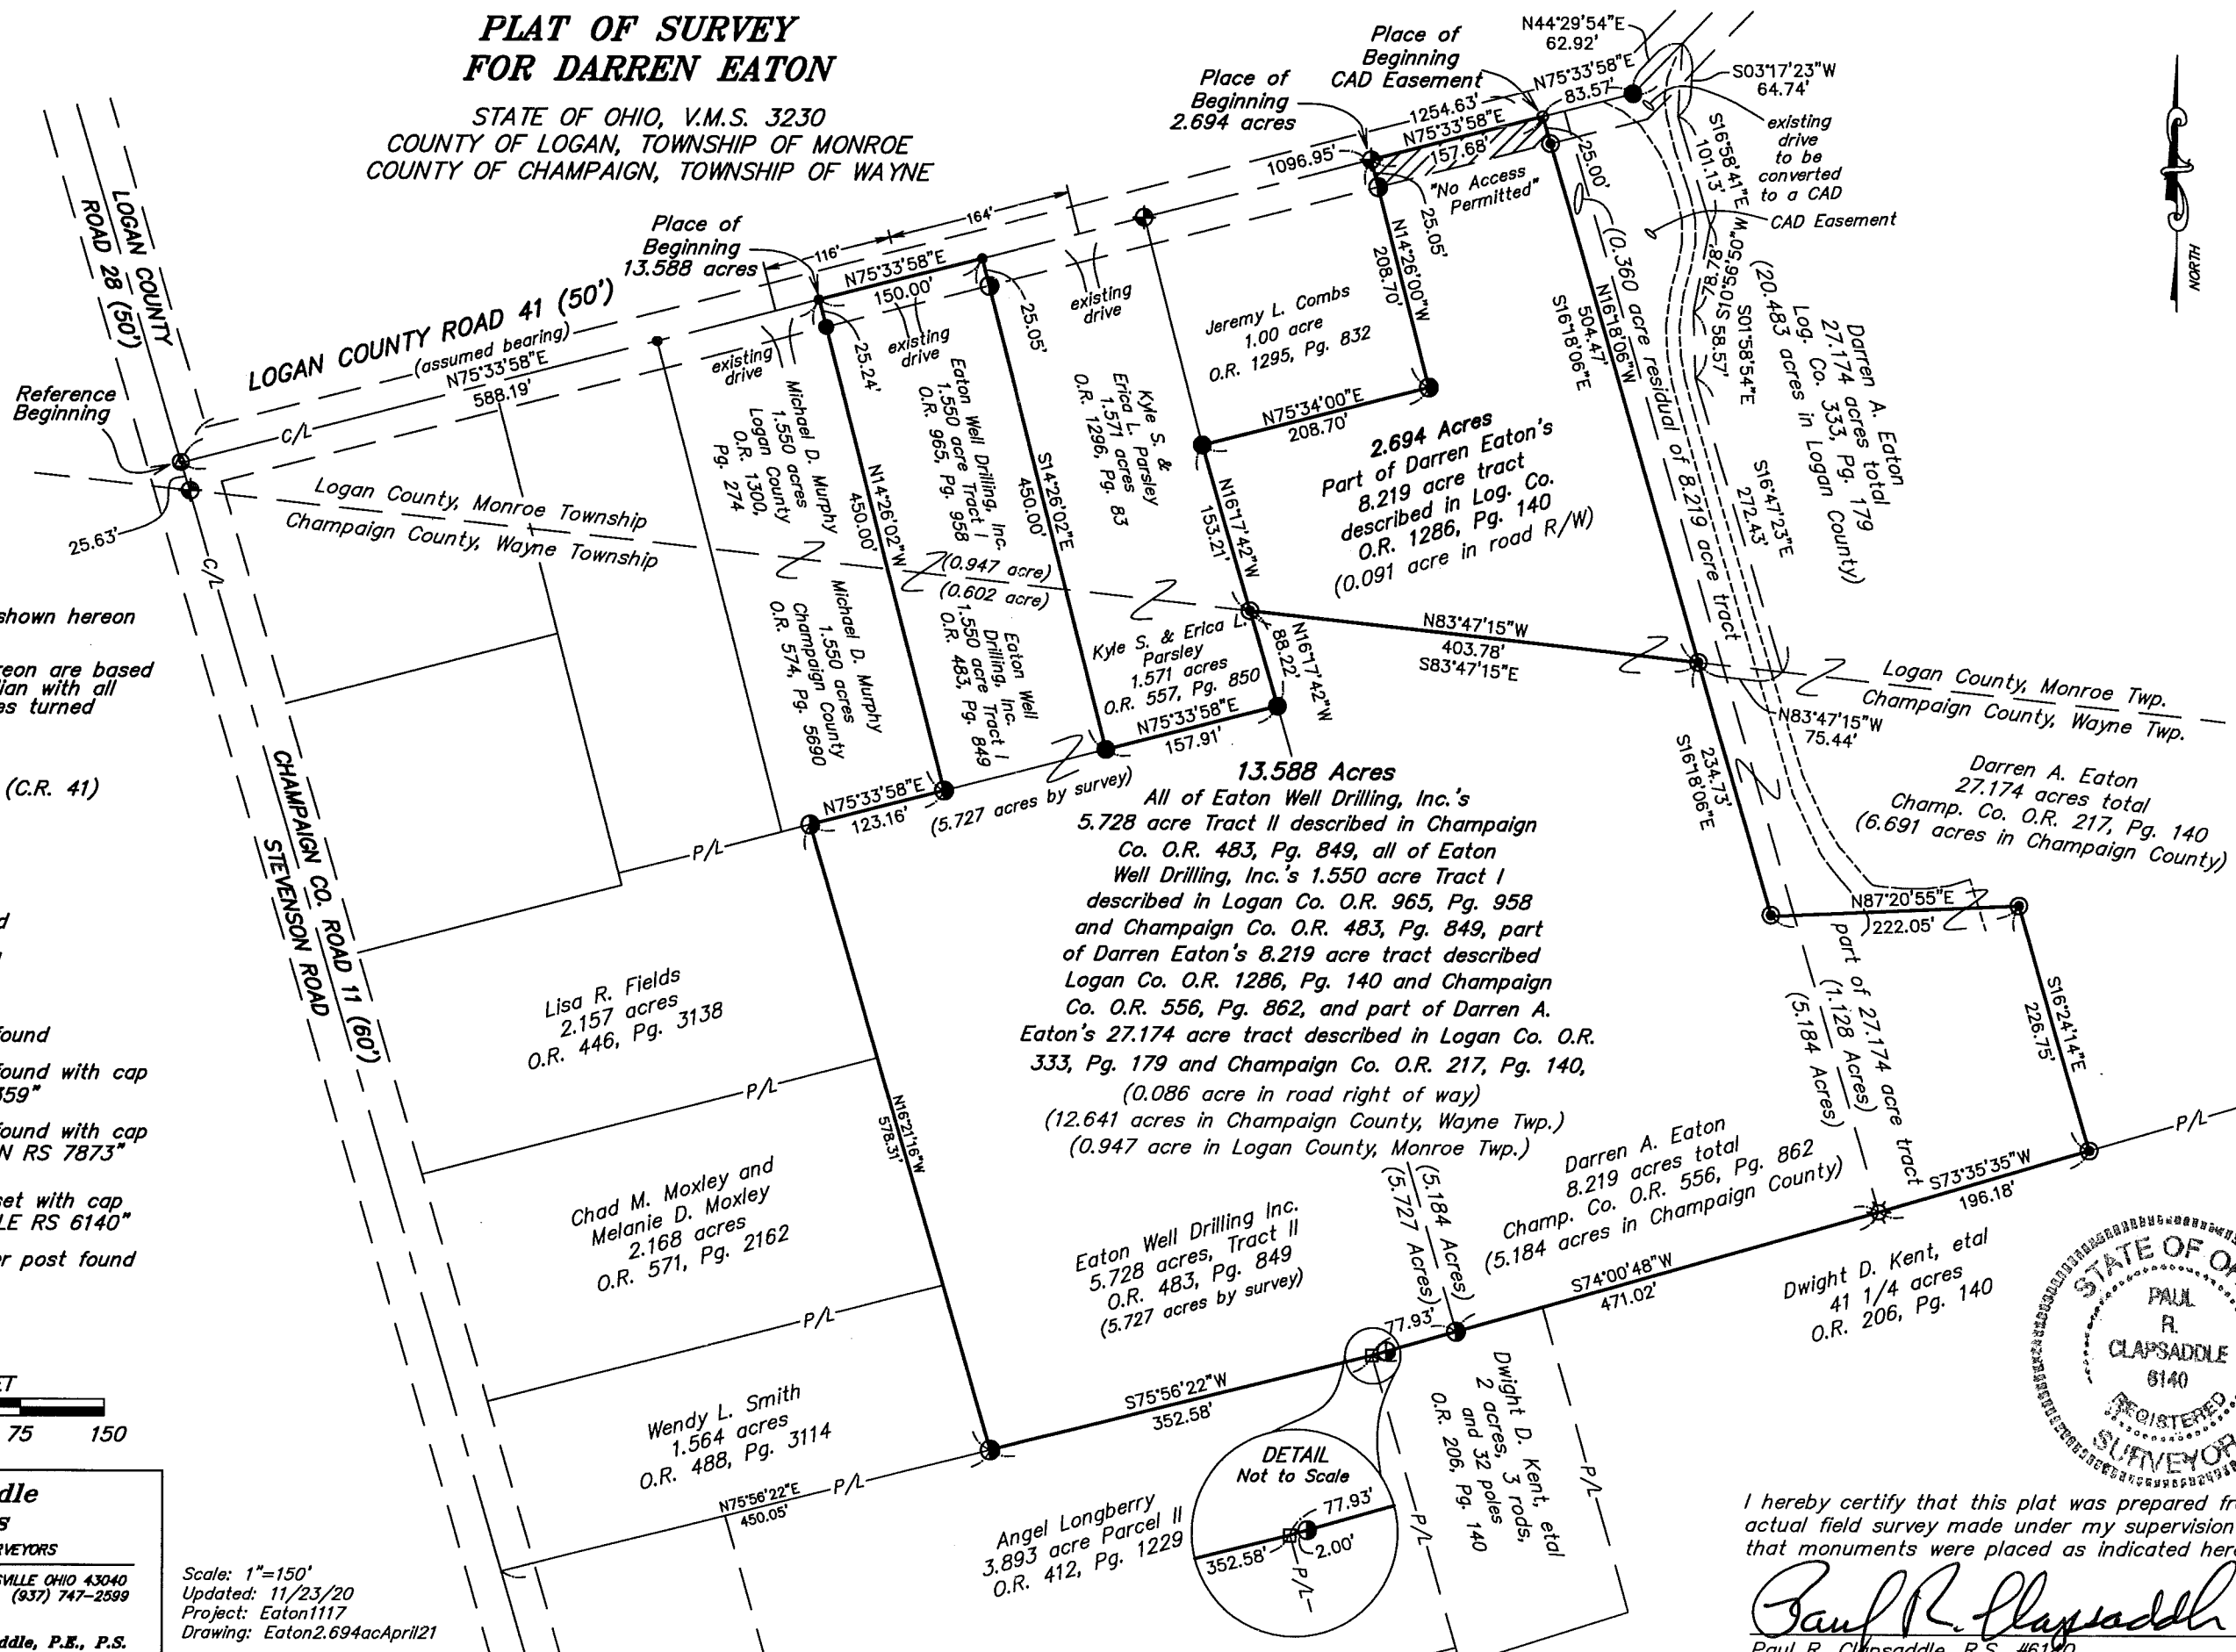 PLAT OF SURVEY
FOR DARREN EATON
STATE OF OHIO, V.M.S. 3230
COUNTY OF LOGAN, TOWNSHIP OF MONROE
COUNTY OF CHAMPAIGN, TOWNSHIP OF WAYNE
Place of
Beginning
CAD Easement
N44°29'54"E
62.92'
N75°33'58"E
83.57'
S03°17'23"W
64.74'
Place of
Beginning
2.694 acres
1254.63'
N75°33'58"E
157.68'
1096.95'
"No Access
Permitted"
25.05'
25.00'
existing
drive
to be
converted
to a CAD
CAD Easement
S16°58'41"E
101.13'
78.78'
S10°56'50"W
S01°58'54"E
58.57'
S16°47'23"E
272.43'
NORTH
LOGAN COUNTY
ROAD 28 (50')
Place of
Beginning
13.588 acres
116'
164'
N75°33'58"E
150.00'
LOGAN COUNTY ROAD 41 (50')
(assumed bearing)
N75°33'58"E
588.19'
C/L
Reference
Beginning
25.63'
C/L
existing
drive
existing
drive
existing
drive
25.24'
25.05'
Jeremy L. Combs
1.00 acre
O.R. 1295, Pg. 832
N14°26'00"W
208.70'
N75°34'00"E
208.70'
N16°18'06"W
504.47'
S16°18'06"E
(0.360 acre residual of 8.219 acre tract
Darren A. Eaton
27.174 acres total
Log. Co. 333, Pg. 179
(20.483 acres in Logan County)
Logan County, Monroe Township
Champaign County, Wayne Township
Michael D. Murphy
1.550 acres
Logan County
O.R. 1300,
Pg. 274
N14°26'02"W
450.00'
Eaton Well Drilling, Inc.
1.550 acre Tract I
O.R. 965, Pg. 958
S14°26'02"E
450.00'
Kyle S. &
Erica L. Parsley
1.571 acres
O.R. 1296, Pg. 83
(0.947 acre)
(0.602 acre)
2.694 Acres
Part of Darren Eaton's
8.219 acre tract
described in Log. Co.
O.R. 1286, Pg. 140
(0.091 acre in road R/W)
N16°17'42"W
153.21'
Michael D. Murphy
1.550 acres
Champaign County
O.R. 574, Pg. 5690
Eaton Well
Drilling, Inc.
1.550 acre Tract I
O.R. 483, Pg. 849
Kyle S. & Erica L.
Parsley
1.571 acres
O.R. 557, Pg. 850
N16°17'42"W
88.22'
N83°47'15"W
403.78'
S83°47'15"E
Logan County, Monroe Twp.
Champaign County, Wayne Twp.
N83°47'15"W
75.44'
N75°33'58"E
157.91'
N75°33'58"E
123.16'
(5.727 acres by survey)
S16°18'06"E
234.73'
Darren A. Eaton
27.174 acres total
Champ. Co. O.R. 217, Pg. 140
(6.691 acres in Champaign County)
N87°20'55"E
222.05'
S16°24'14"E
226.75'
part of 27.174 acre tract
(1.128 Acres)
(5.184 Acres)
13.588 Acres
All of Eaton Well Drilling, Inc.'s
5.728 acre Tract II described in Champaign
Co. O.R. 483, Pg. 849, all of Eaton
Well Drilling, Inc.'s 1.550 acre Tract I
described in Logan Co. O.R. 965, Pg. 958
and Champaign Co. O.R. 483, Pg. 849, part
of Darren Eaton's 8.219 acre tract described
Logan Co. O.R. 1286, Pg. 140 and Champaign
Co. O.R. 556, Pg. 862, and part of Darren A.
Eaton's 27.174 acre tract described in Logan Co. O.R.
333, Pg. 179 and Champaign Co. O.R. 217, Pg. 140,
(0.086 acre in road right of way)
(12.641 acres in Champaign County, Wayne Twp.)
(0.947 acre in Logan County, Monroe Twp.)
shown hereon
are based
with all
turned
(C.R. 41)
found
found with cap
found with cap
RS 7873"
set with cap
RS 6140"
post found
CHAMPAIGN CO. ROAD 11 (60')
STEVENSON ROAD
P/L
Lisa R. Fields
2.157 acres
O.R. 446, Pg. 3138
P/L
N16°21'16"W
578.31'
Chad M. Moxley and
Melanie D. Moxley
2.168 acres
O.R. 571, Pg. 2162
P/L
Wendy L. Smith
1.564 acres
O.R. 488, Pg. 3114
N75°56'22"E
450.05'
P/L
Eaton Well Drilling Inc.
5.728 acres, Tract II
O.R. 483, Pg. 849
(5.727 acres by survey)
(5.184 Acres)
(5.727 Acres)
Darren A. Eaton
8.219 acres total
Champ. Co. O.R. 556, Pg. 862
(5.184 acres in Champaign County)
S73°35'35"W
196.18'
P/L
S74°00'48"W
471.02'
77.93'
S75°56'22"W
352.58'
Dwight D. Kent, etal
41 1/4 acres
O.R. 206, Pg. 140
Dwight D. Kent, etal
2 acres, 3 rods,
and 32 poles
O.R. 206, Pg. 140
P/L
P/L
DETAIL
Not to Scale
77.93'
352.58'
2.00'
P/L
Angel Longberry
3.893 acre Parcel II
O.R. 412, Pg. 1229
STATE OF
PAUL
R.
CLAPSADDLE
6140
REGISTERED
SURVEYOR
I hereby certify that this plat was prepared
actual field survey made under my supervision
that monuments were placed as indicated
Paul R. Clapsaddle
Paul R. Clapsaddle, R.S. #6140
75 150
OHIO 43040
(937) 747-2599
P.E., P.S.
Scale: 1"=150'
Updated: 11/23/20
Project: Eaton1117
Drawing: Eaton2.694acApril21